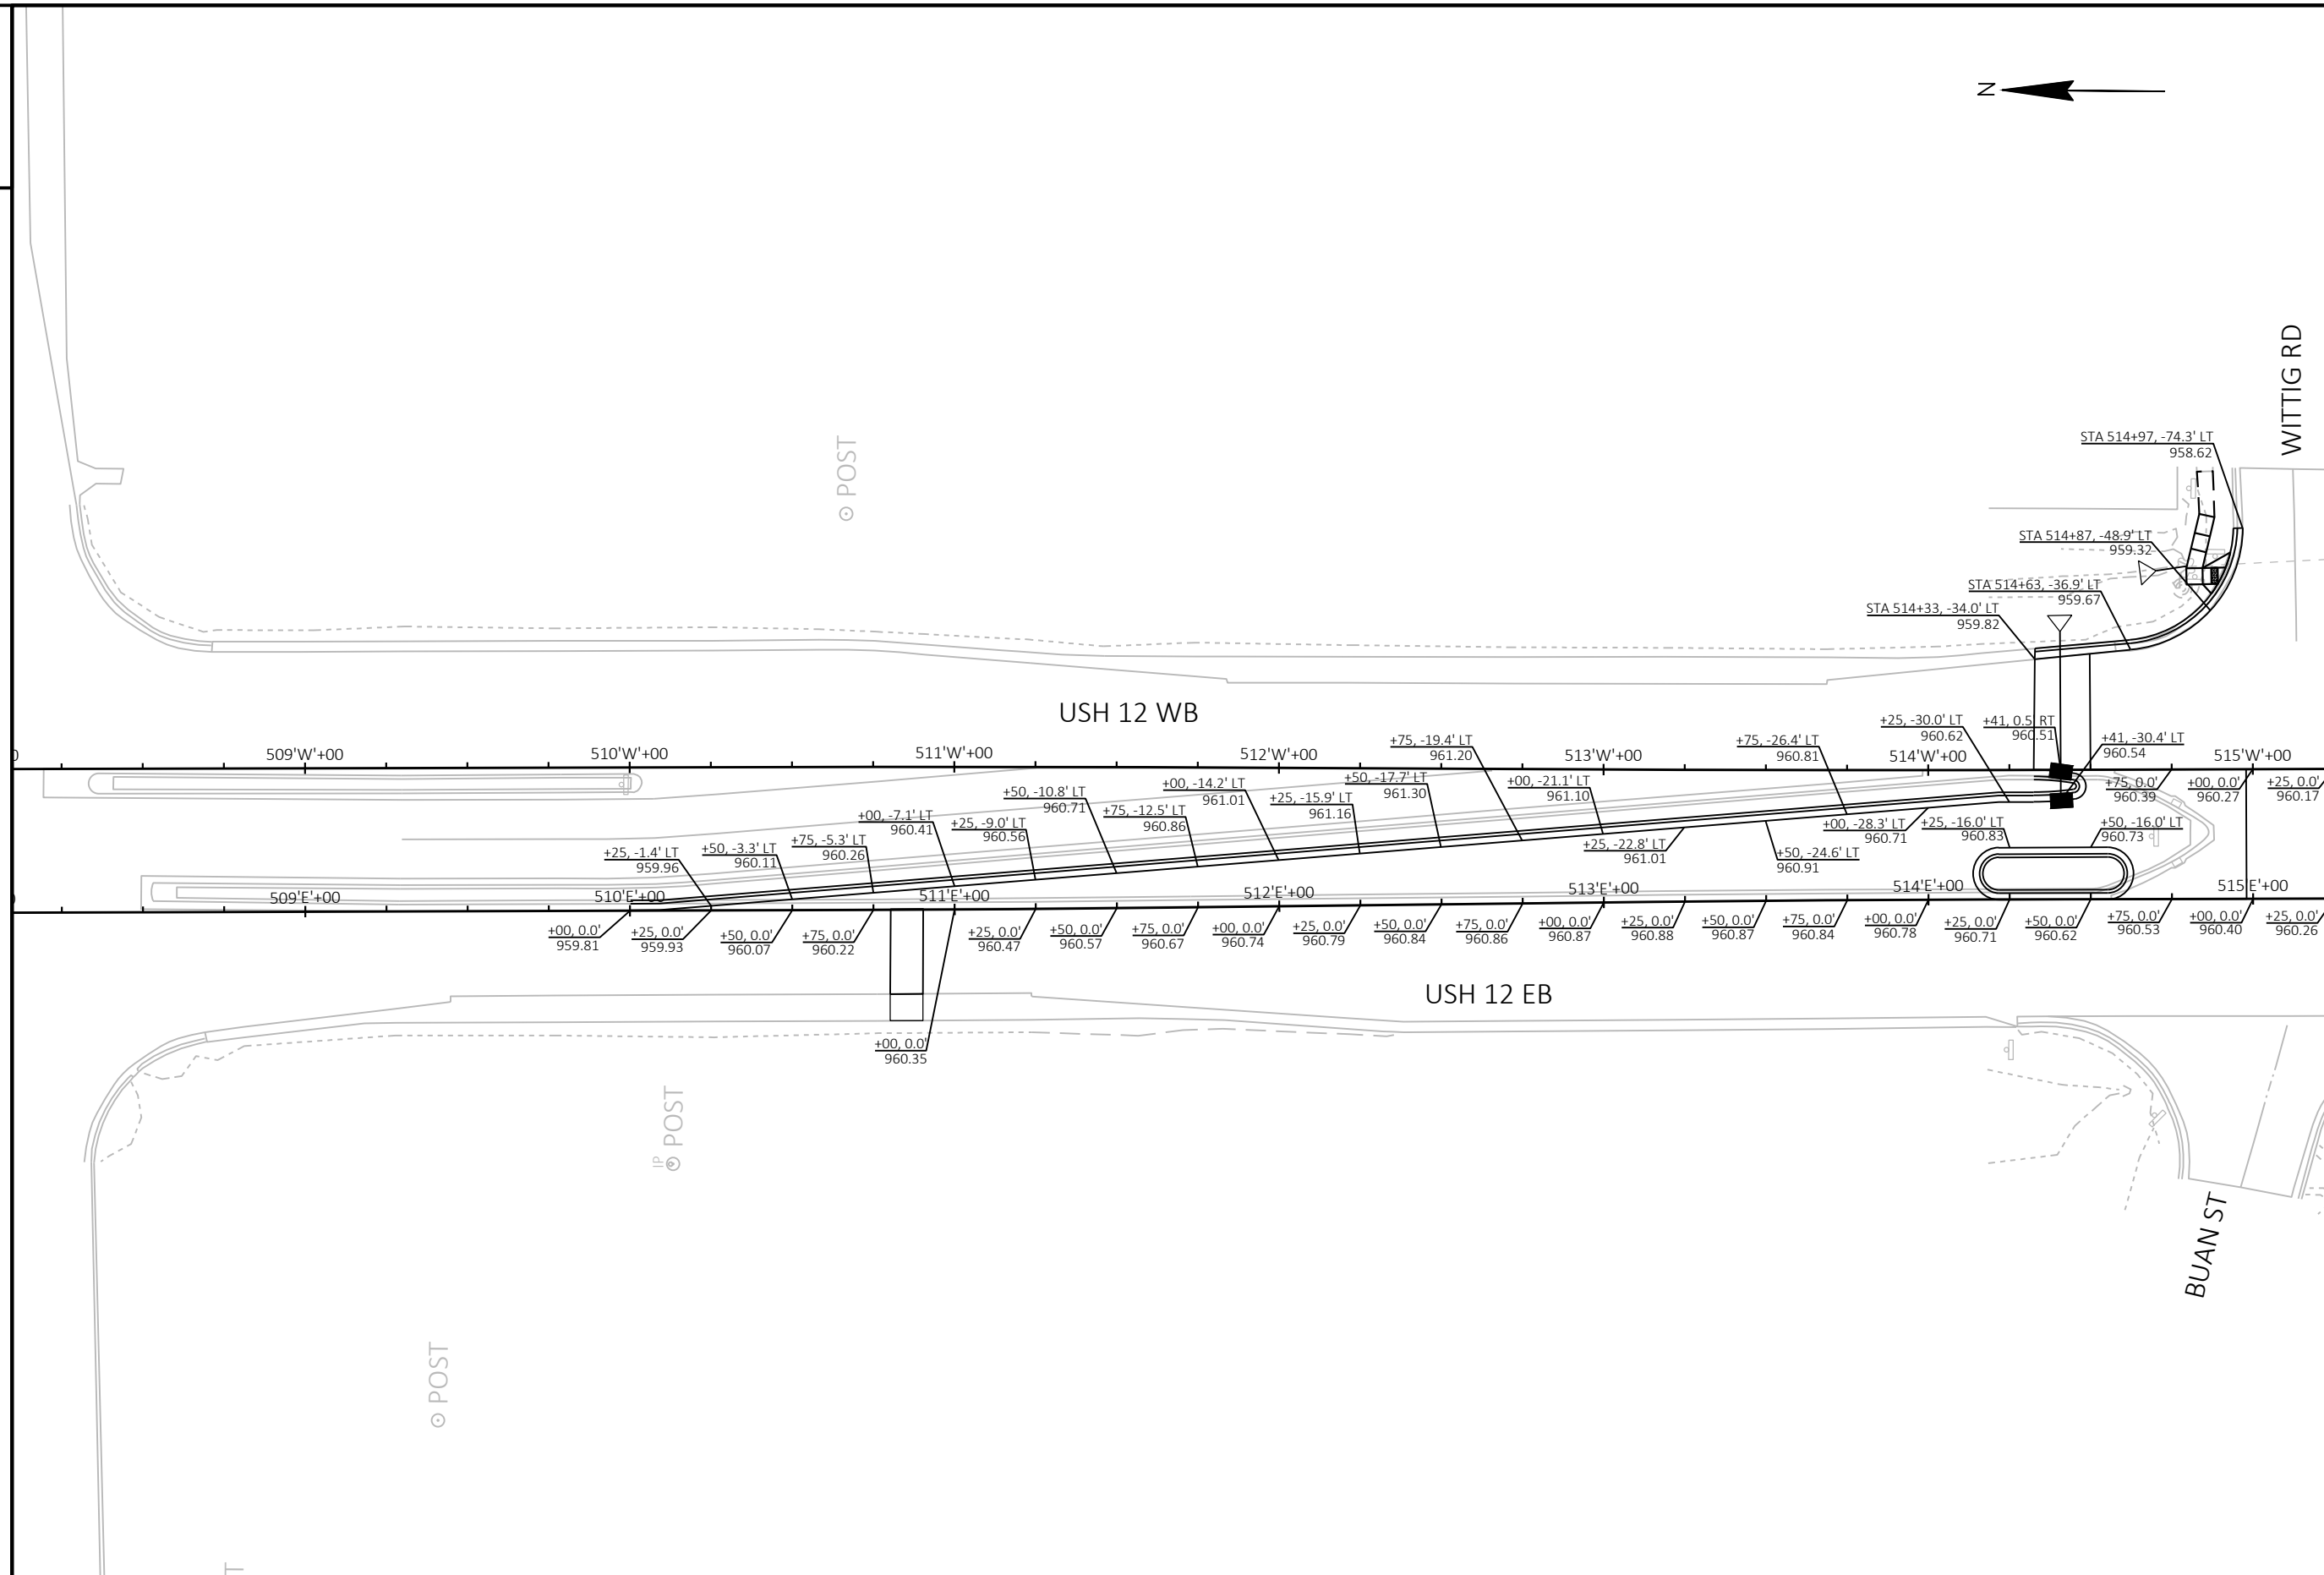 N
WITTIG RD
STA 514+97, -74.3' LT
958.62
POST
STA 514+87, -48.9' LT
959.32
STA 514+63, -36.9' LT
959.67
STA 514+33, -34.0' LT
959.82
USH 12 WB
+25, -30.0' LT
960.62
+41, 0.5' RT
960.51
+41, -30.4' LT
960.54
+75, -19.4' LT
961.20
+75, -26.4' LT
960.81
0
509'W'+00
510'W'+00
511'W'+00
512'W'+00
513'W'+00
514'W'+00
515'W'+00
+50, -10.8' LT
960.71
+00, -14.2' LT
961.01
+50, -17.7' LT
961.30
+00, -21.1' LT
961.10
+75, 0.0'
960.39
+00, 0.0'
960.27
+25, 0.0'
960.17
+00, -7.1' LT
960.41
+25, -9.0' LT
960.56
+75, -12.5' LT
960.86
+25, -15.9' LT
961.16
+00, -28.3' LT
960.71
+25, -16.0' LT
960.83
+50, -16.0' LT
960.73
+25, -1.4' LT
959.96
+50, -3.3' LT
960.11
+75, -5.3' LT
960.26
+25, -22.8' LT
961.01
+50, -24.6' LT
960.91
509'E'+00
510'E'+00
511'E'+00
512'E'+00
513'E'+00
514'E'+00
515'E'+00
+00, 0.0'
959.81
+25, 0.0'
959.93
+50, 0.0'
960.07
+75, 0.0'
960.22
+25, 0.0'
960.47
+50, 0.0'
960.57
+75, 0.0'
960.67
+00, 0.0'
960.74
+25, 0.0'
960.79
+50, 0.0'
960.84
+75, 0.0'
960.86
+00, 0.0'
960.87
+25, 0.0'
960.88
+50, 0.0'
960.87
+75, 0.0'
960.84
+00, 0.0'
960.78
+25, 0.0'
960.71
+50, 0.0'
960.62
+75, 0.0'
960.53
+00, 0.0'
960.40
+25, 0.0'
960.26
USH 12 EB
+00, 0.0'
960.35
POST
IP
BUAN ST
POST
T